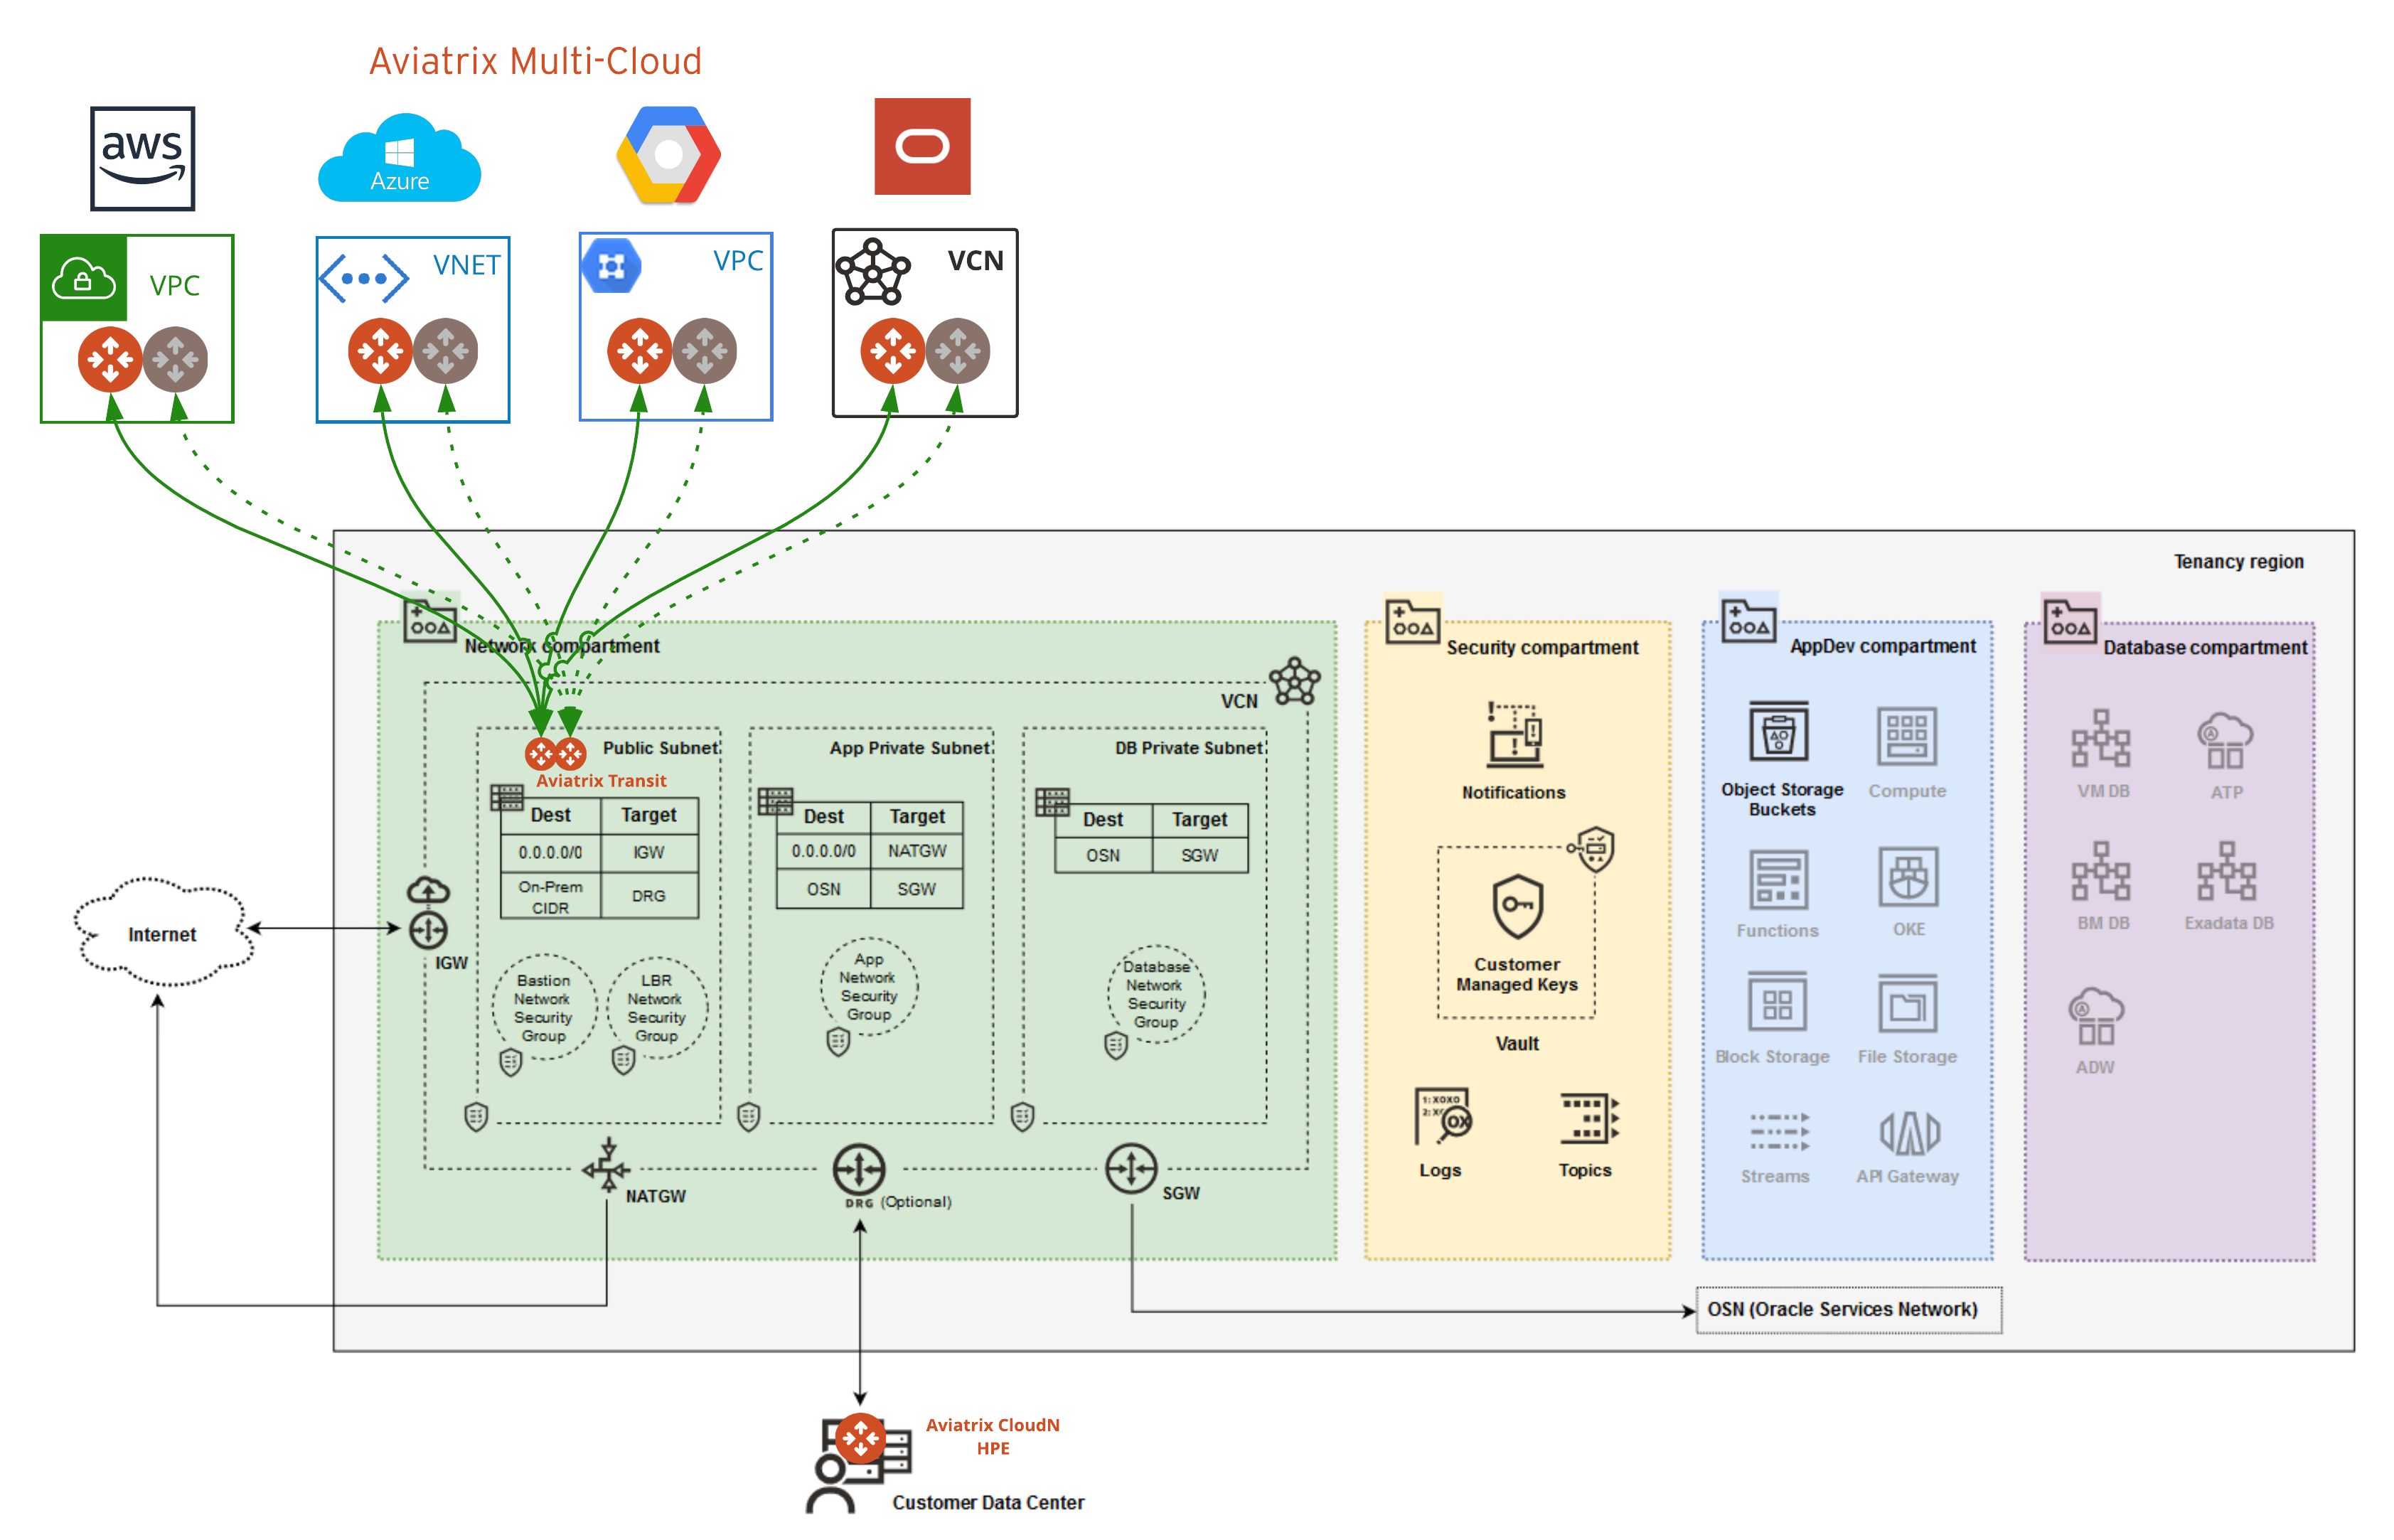 Aviatrix Multi-Cloud
aws
Azure
VPC
VNET
VPC
VCN
Tenancy region
Network compartment
VCN
Public Subnet
Aviatrix Transit
Dest Target
0.0.0.0/0 IGW
On-Prem
CIDR
DRG
Bastion
Network
Security
Group
LBR
Network
Security
Group
App Private Subnet
Dest Target
0.0.0.0/0 NATGW
OSN SGW
App
Network
Security
Group
DB Private Subnet
Dest Target
OSN SGW
Database
Network
Security
Group
Internet
IGW
NATGW
DRG (Optional)
SGW
Security compartment
Notifications
Customer
Managed Keys
Vault
1: XOXO
2: X
OX
Logs
Topics
AppDev compartment
Object Storage
Buckets
Compute
Functions
OKE
Block Storage
File Storage
Streams
API Gateway
Database compartment
VM DB
A
ATP
BM DB
Exadata DB
A
ADW
OSN (Oracle Services Network)
Aviatrix CloudN
HPE
Customer Data Center